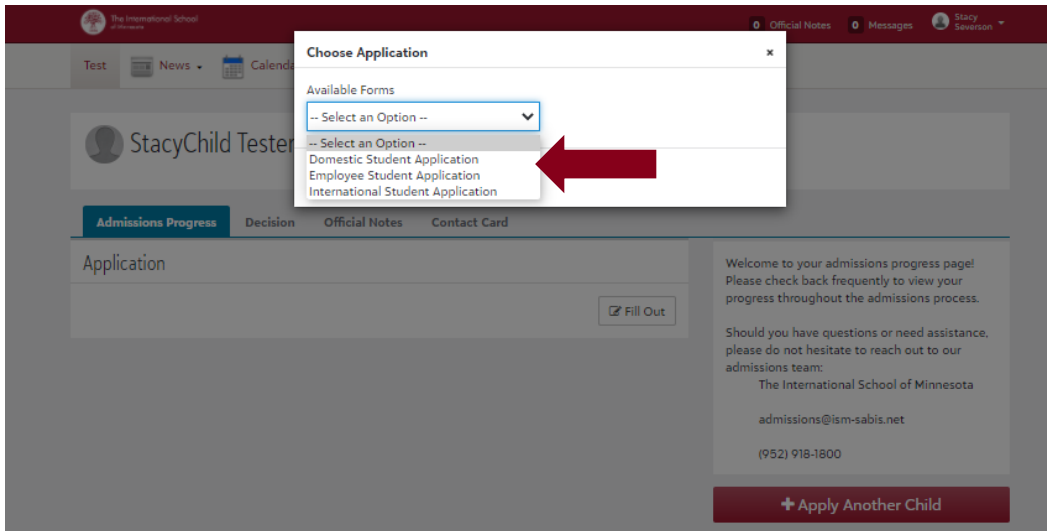 The International School
of Minnesota
0 Official Notes 0 Messages Stacy Severson
Choose Application ×
Test News Calenda
Available Forms
-- Select an Option --
-- Select an Option --
Domestic Student Application
Employee Student Application
International Student Application
StacyChild Tester
Admissions Progress Decision Official Notes Contact Card
Application
Fill Out
Welcome to your admissions progress page!
Please check back frequently to view your
progress throughout the admissions process.
Should you have questions or need assistance,
please do not hesitate to reach out to our
admissions team:
The International School of Minnesota
admissions@ism-sabis.net
(952) 918-1800
+ Apply Another Child